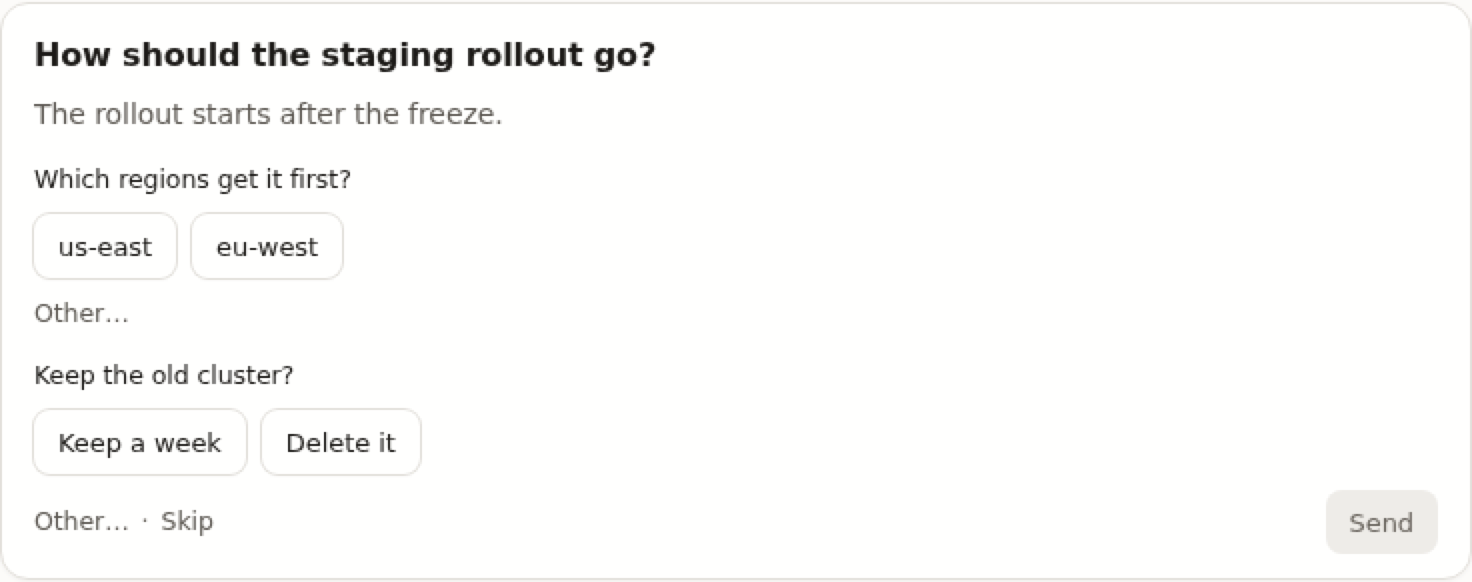 How should the staging rollout go?
The rollout starts after the freeze.
Which regions get it first?
us-east eu-west
Other...
Keep the old cluster?
Keep a week Delete it
Other... · Skip Send